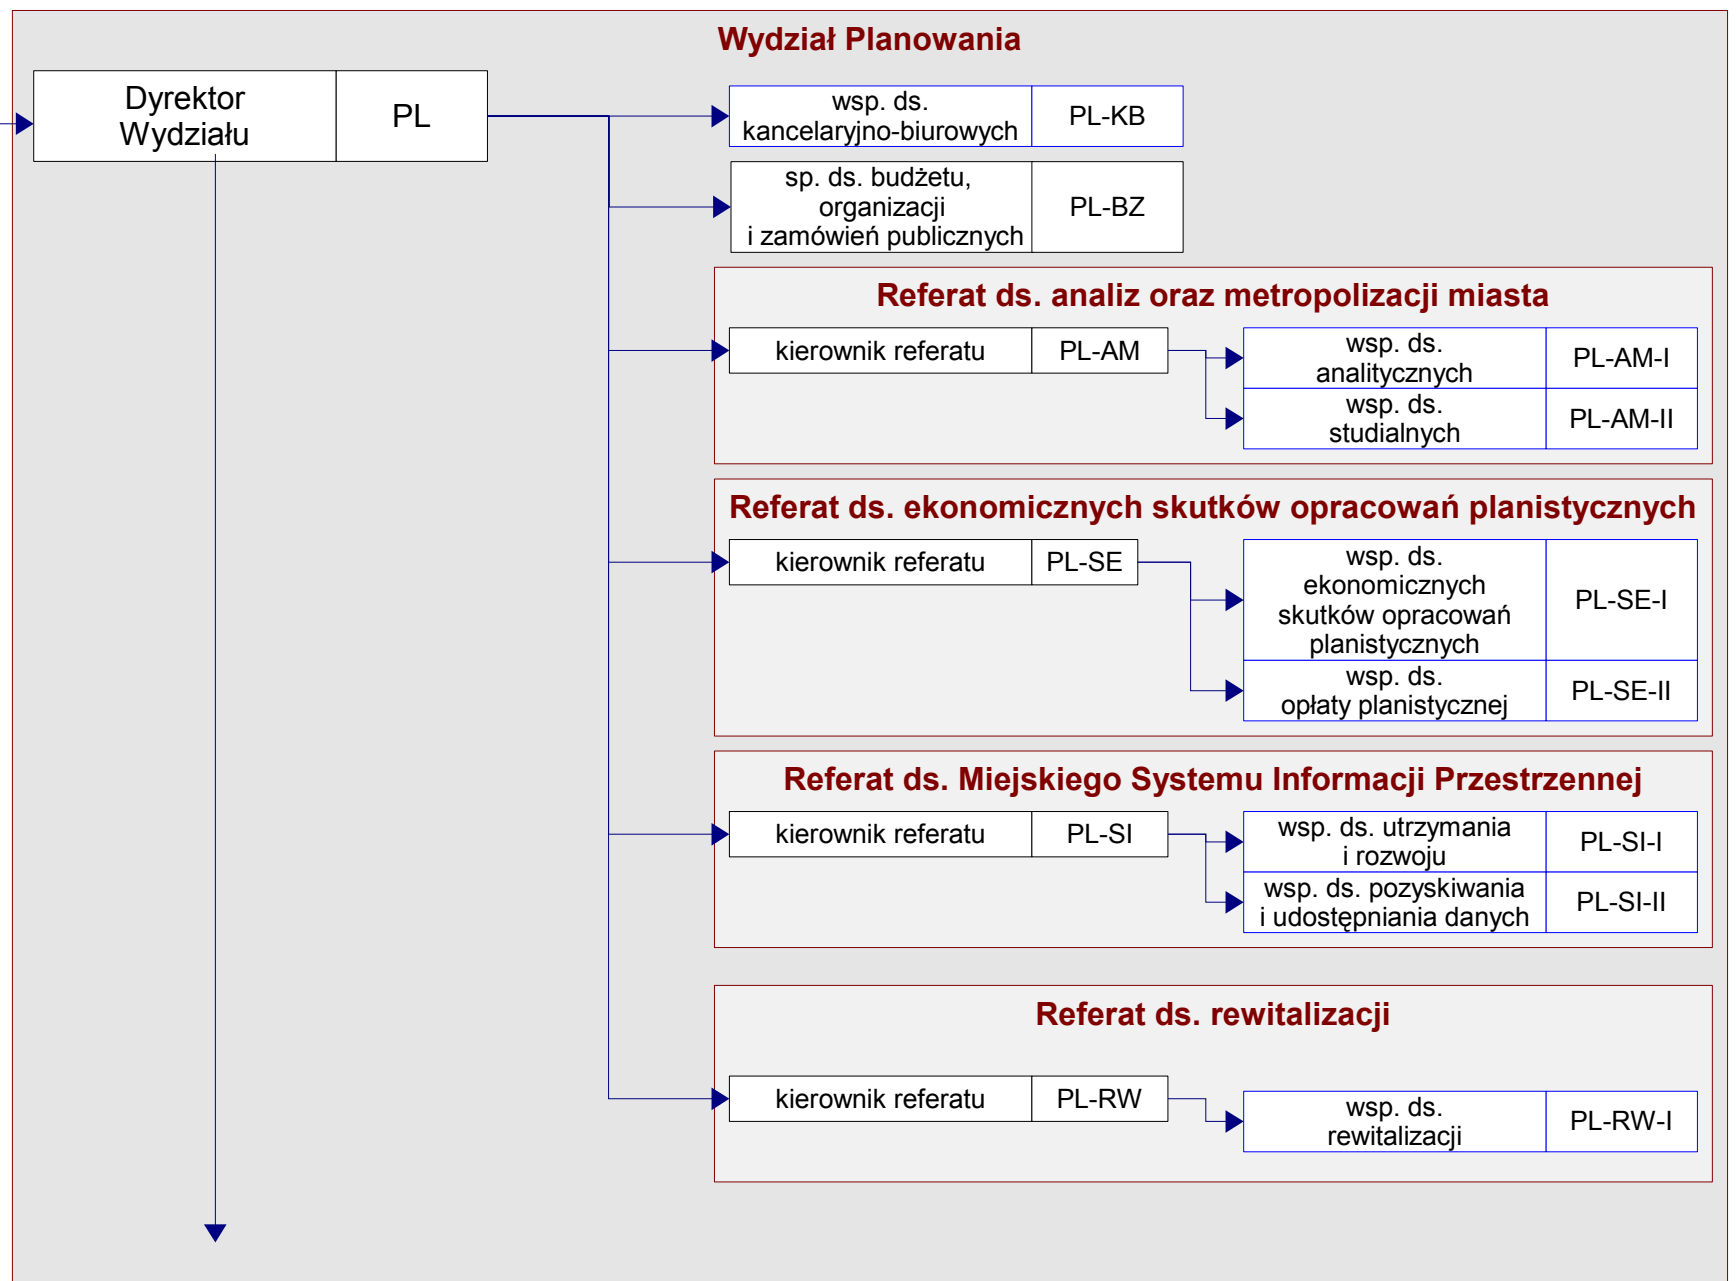 Wydział Planowania
Dyrektor
Wydziału
PL
wsp. ds.
kancelaryjno-biurowych
PL-KB
sp. ds. budżetu,
organizacji
i zamówień publicznych
PL-BZ
Referat ds. analiz oraz metropolizacji miasta
kierownik referatu
PL-AM
wsp. ds.
analitycznych
PL-AM-I
wsp. ds.
studialnych
PL-AM-II
Referat ds. ekonomicznych skutków opracowań planistycznych
kierownik referatu
PL-SE
wsp. ds.
ekonomicznych
skutków opracowań
planistycznych
PL-SE-I
wsp. ds.
opłaty planistycznej
PL-SE-II
Referat ds. Miejskiego Systemu Informacji Przestrzennej
kierownik referatu
PL-SI
wsp. ds. utrzymania
i rozwoju
PL-SI-I
wsp. ds. pozyskiwania
i udostępniania danych
PL-SI-II
Referat ds. rewitalizacji
kierownik referatu
PL-RW
wsp. ds.
rewitalizacji
PL-RW-I